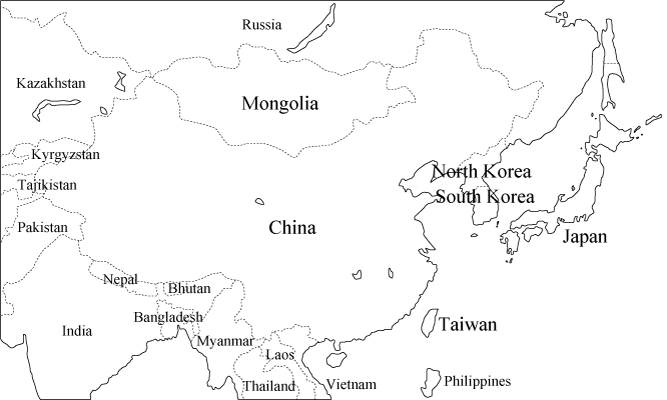 Russia
Kazakhstan
Mongolia
Kyrgyzstan
North Korea
Tajikistan
South Korea
Pakistan
China
Japan
Nepal
Bhutan
Bangladesh
Taiwan
India
Myanmar
Laos
Thailand
Vietnam
Philippines